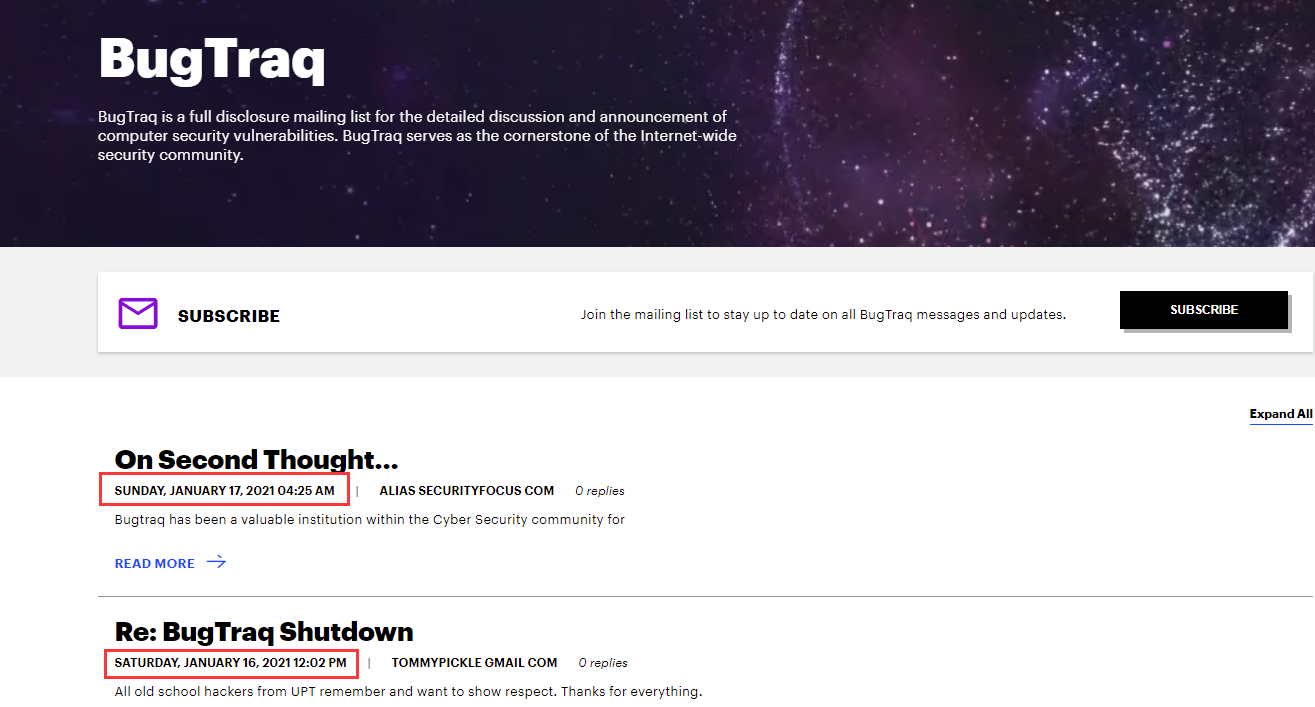 BugTraq
BugTraq is a full disclosure mailing list for the detailed discussion and announcement of
computer security vulnerabilities. BugTraq serves as the cornerstone of the Internet-wide
security community.
SUBSCRIBE Join the mailing list to stay up to date on all BugTraq messages and updates. SUBSCRIBE
Expand All
On Second Thought...
SUNDAY, JANUARY 17, 2021 04:25 AM | ALIAS SECURITYFOCUS COM 0 replies
Bugtraq has been a valuable institution within the Cyber Security community for
READ MORE
Re: BugTraq Shutdown
SATURDAY, JANUARY 16, 2021 12:02 PM | TOMMYPICKLE GMAIL COM 0 replies
All old school hackers from UPT remember and want to show respect. Thanks for everything.